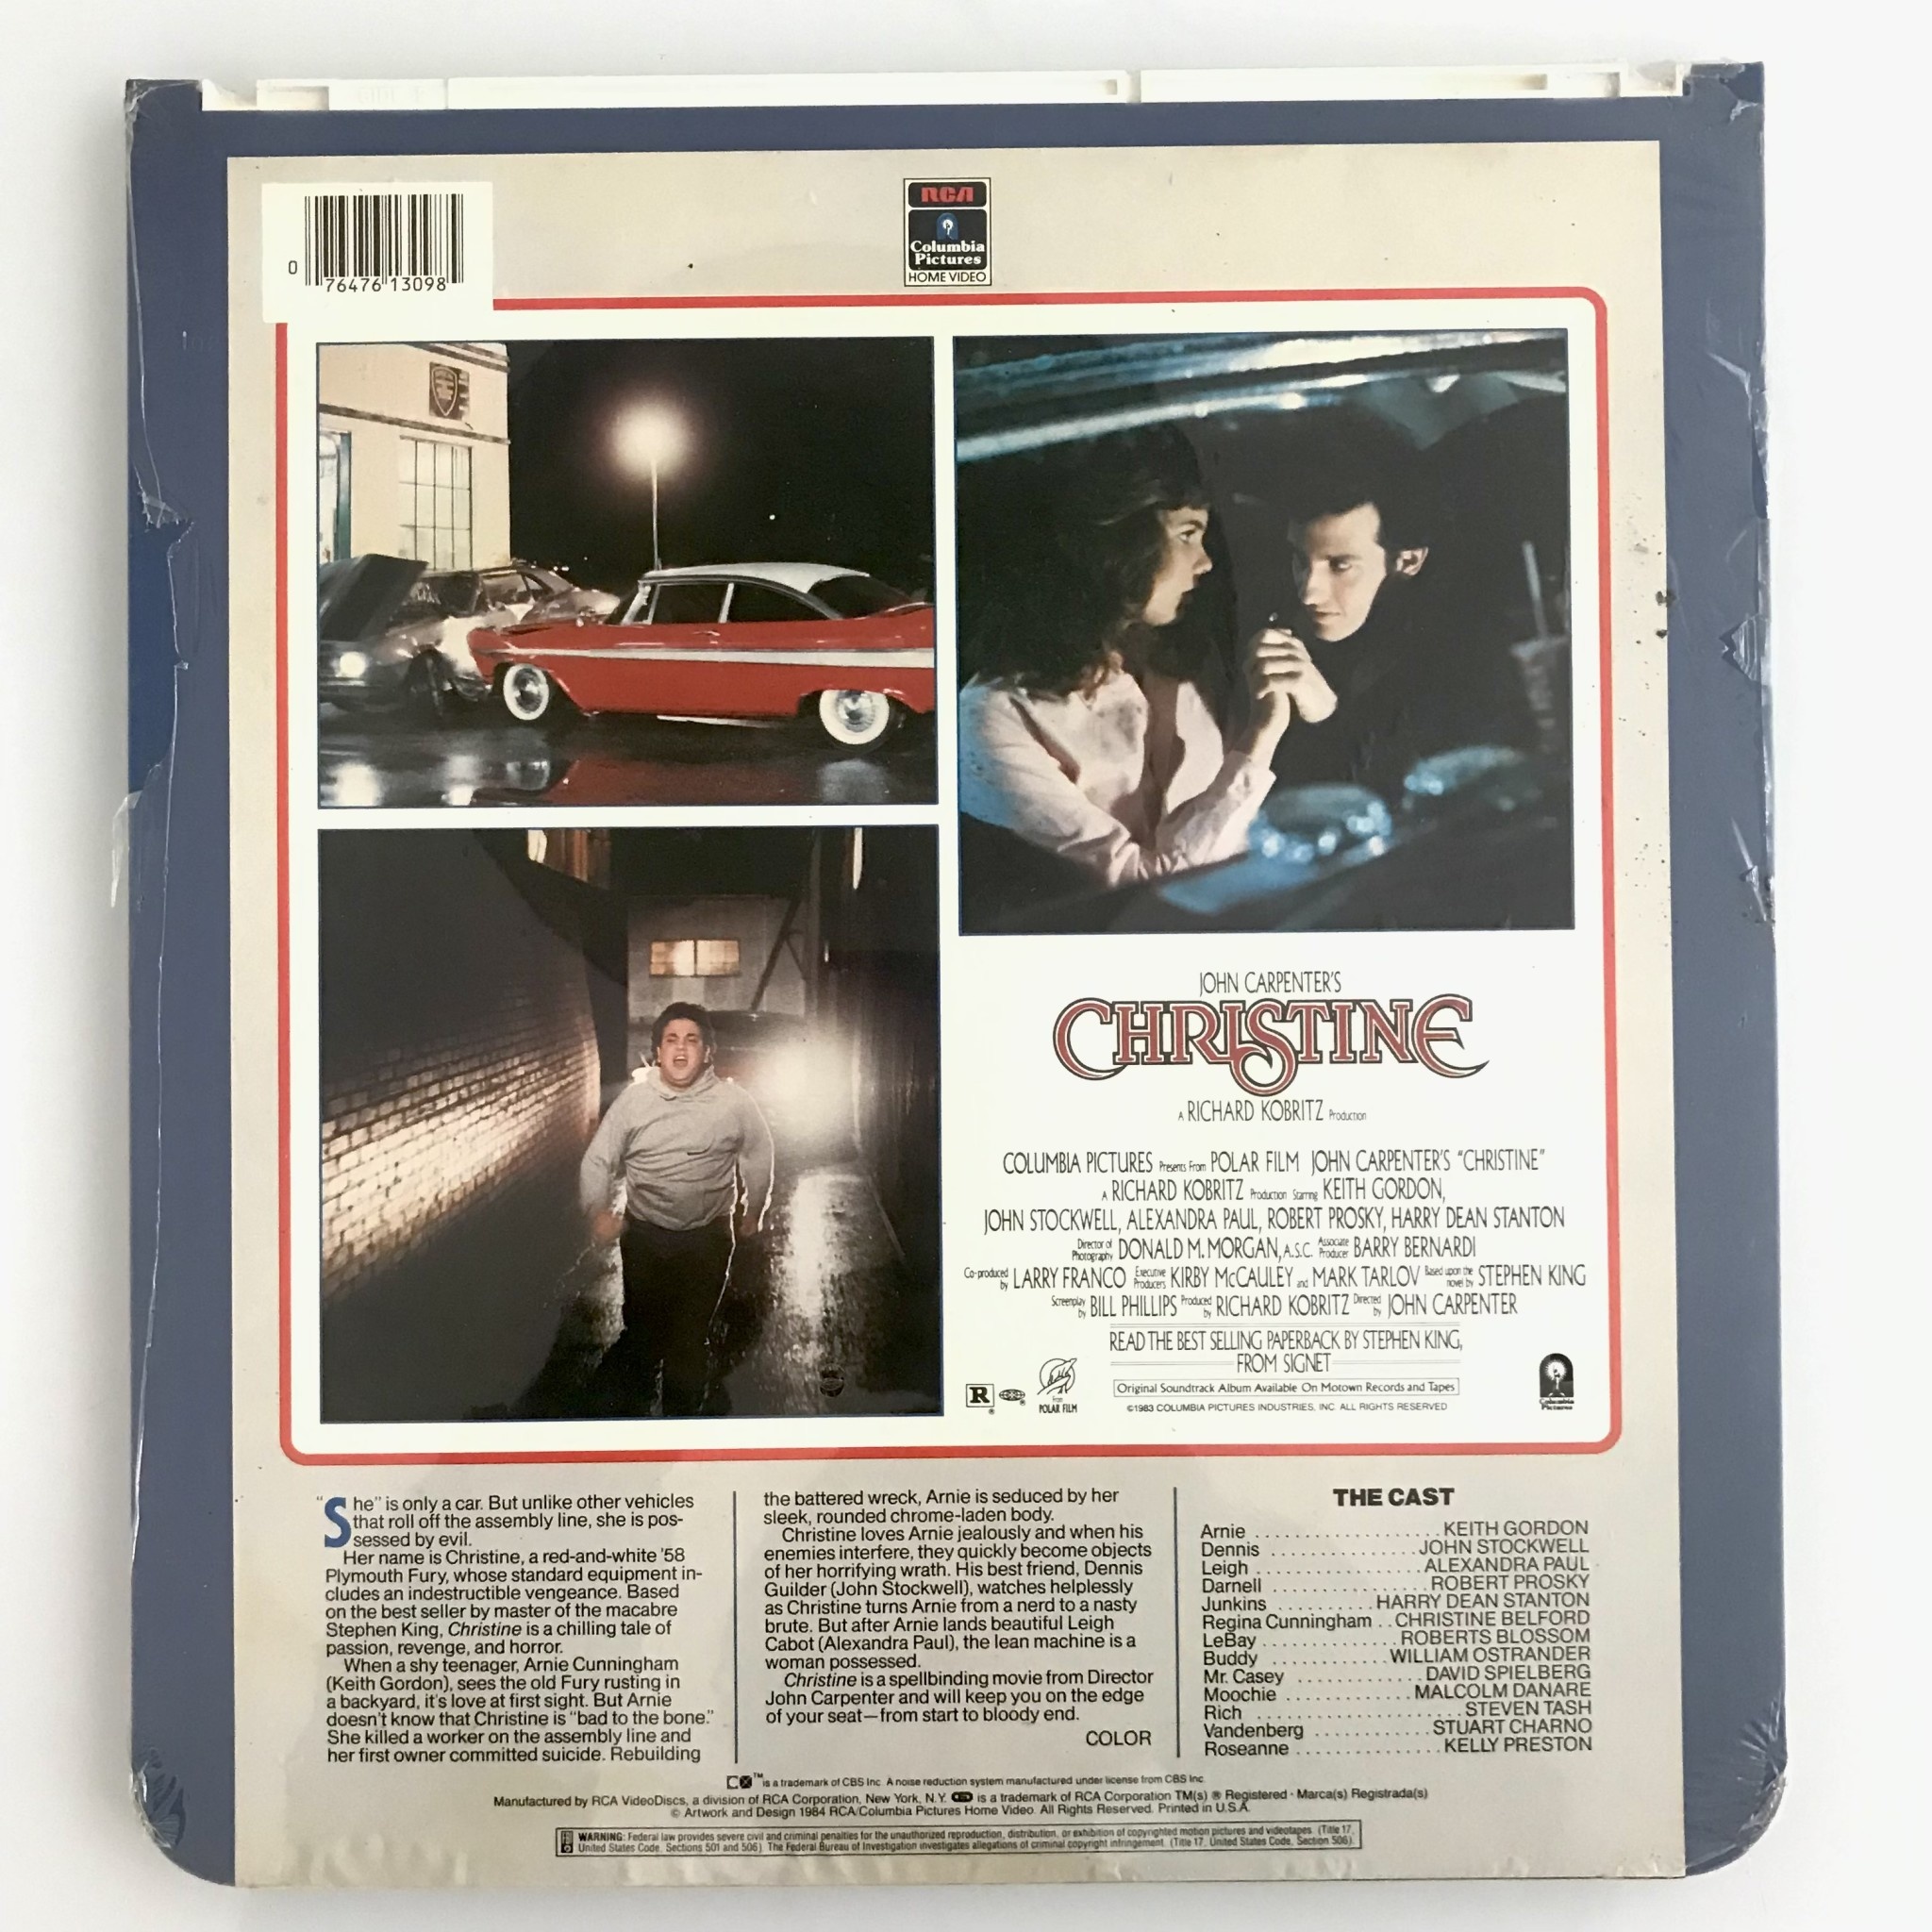 0 76476 13098
RCA
Columbia
Pictures
HOME VIDEO
JOHN CARPENTER'S
CHRISTINE
A RICHARD KOBRITZ Production
COLUMBIA PICTURES Presents From POLAR FILM JOHN CARPENTER'S "CHRISTINE"
A RICHARD KOBRITZ Production Starring KEITH GORDON,
JOHN STOCKWELL, ALEXANDRA PAUL, ROBERT PROSKY, HARRY DEAN STANTON
Director of Photography DONALD M. MORGAN, A.S.C. Associate Producer BARRY BERNARDI
Co-produced by LARRY FRANCO Executive Producers KIRBY McCAULEY and MARK TARLOV Based upon the novel by STEPHEN KING
Screenplay by BILL PHILLIPS Produced by RICHARD KOBRITZ Directed by JOHN CARPENTER
READ THE BEST SELLING PAPERBACK BY STEPHEN KING,
FROM SIGNET
Original Soundtrack Album Available On Motown Records and Tapes
©1983 COLUMBIA PICTURES INDUSTRIES, INC. ALL RIGHTS RESERVED
R
from
POLAR FILM
Columbia
Pictures
"She" is only a car. But unlike other vehicles
that roll off the assembly line, she is pos-
sessed by evil.
Her name is Christine, a red-and-white '58
Plymouth Fury, whose standard equipment in-
cludes an indestructible vengeance. Based
on the best seller by master of the macabre
Stephen King, Christine is a chilling tale of
passion, revenge, and horror.
When a shy teenager, Arnie Cunningham
(Keith Gordon), sees the old Fury rusting in
a backyard, it's love at first sight. But Arnie
doesn't know that Christine is "bad to the bone."
She killed a worker on the assembly line and
her first owner committed suicide. Rebuilding
the battered wreck, Arnie is seduced by her
sleek, rounded chrome-laden body.
Christine loves Arnie jealously and when his
enemies interfere, they quickly become objects
of her horrifying wrath. His best friend, Dennis
Guilder (John Stockwell), watches helplessly
as Christine turns Arnie from a nerd to a nasty
brute. But after Arnie lands beautiful Leigh
Cabot (Alexandra Paul), the lean machine is a
woman possessed.
Christine is a spellbinding movie from Director
John Carpenter and will keep you on the edge
of your seat—from start to bloody end.
COLOR
THE CAST
Arnie . . . . . . . . . . . . . . . . . . . . KEITH GORDON
Dennis . . . . . . . . . . . . . . . . JOHN STOCKWELL
Leigh . . . . . . . . . . . . . . . . . . ALEXANDRA PAUL
Darnell . . . . . . . . . . . . . . . . . ROBERT PROSKY
Junkins . . . . . . . . . . HARRY DEAN STANTON
Regina Cunningham . . CHRISTINE BELFORD
LeBay . . . . . . . . . . . . . . ROBERTS BLOSSOM
Buddy . . . . . . . . . . . . WILLIAM OSTRANDER
Mr. Casey . . . . . . . . . . . . . DAVID SPIELBERG
Moochie . . . . . . . . . . . . . MALCOLM DANARE
Rich . . . . . . . . . . . . . . . . . . . . . . STEVEN TASH
Vandenberg . . . . . . . . . . . . STUART CHARNO
Roseanne . . . . . . . . . . . . . . . KELLY PRESTON
CX™ is a trademark of CBS Inc. A noise reduction system manufactured under license from CBS Inc.
Manufactured by RCA VideoDiscs, a division of RCA Corporation, New York, N.Y. CED is a trademark of RCA Corporation TM(s) ® Registered · Marca(s) Registrada(s)
© Artwork and Design 1984 RCA/Columbia Pictures Home Video. All Rights Reserved. Printed in U.S.A.
WARNING: Federal law provides severe civil and criminal penalties for the unauthorized reproduction, distribution, or exhibition of copyrighted motion pictures and videotapes. (Title 17,
United States Code, Sections 501 and 506). The Federal Bureau of Investigation investigates allegations of criminal copyright infringement. (Title 17, United States Code, Section 506).